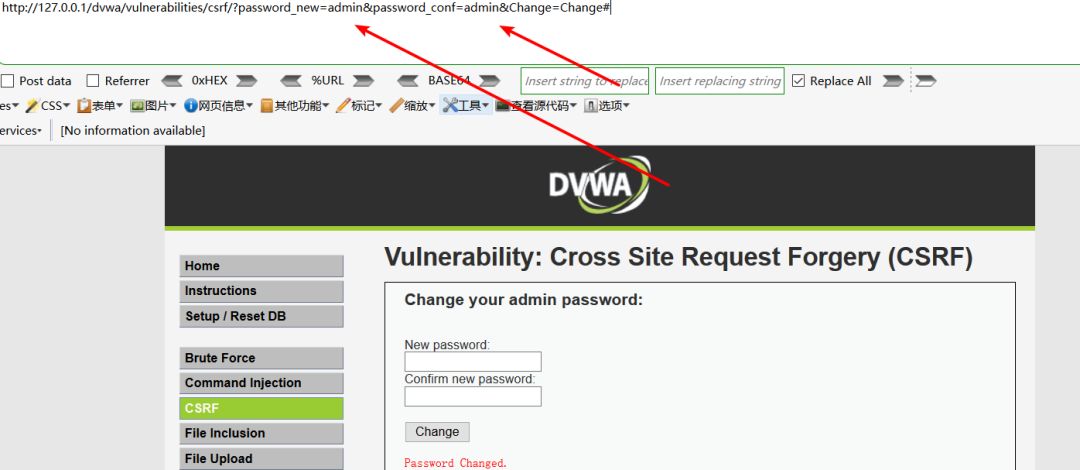 http://127.0.0.1/dvwa/vulnerabilities/csrf/?password_new=admin&password_conf=admin&Change=Change#
Post data Referrer 0xHEX %URL BASE64 Insert string to replace Insert replacing string Replace All
es▾ CSS▾ 表单▾ 图片▾ 网页信息▾ 其他功能▾ 标记▾ 缩放▾ 工具▾ 查看源代码▾ 选项▾
ervices▾ [No information available]
DVWA
Vulnerability: Cross Site Request Forgery (CSRF)
Home
Instructions
Setup / Reset DB
Brute Force
Command Injection
CSRF
File Inclusion
File Upload
Change your admin password:
New password:
Confirm new password:
Change
Password Changed.